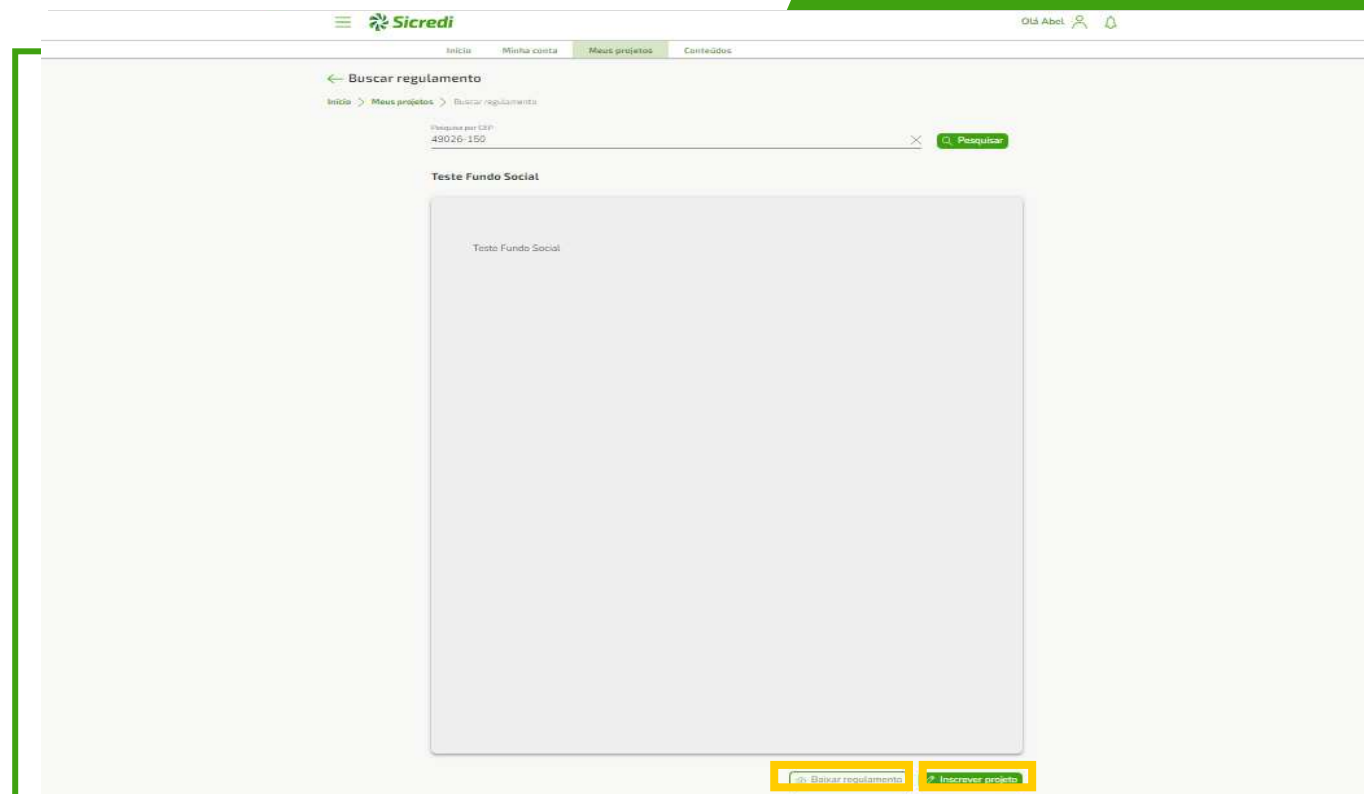 Sicredi
Olá Abel
Início Minha conta Meus projetos Conteúdos
Buscar regulamento
Início > Meus projetos > Buscar regulamento
Pesquise por CEP
49026-150
Pesquisar
Teste Fundo Social
Teste Fundo Social
Baixar regulamento
Inscrever projeto